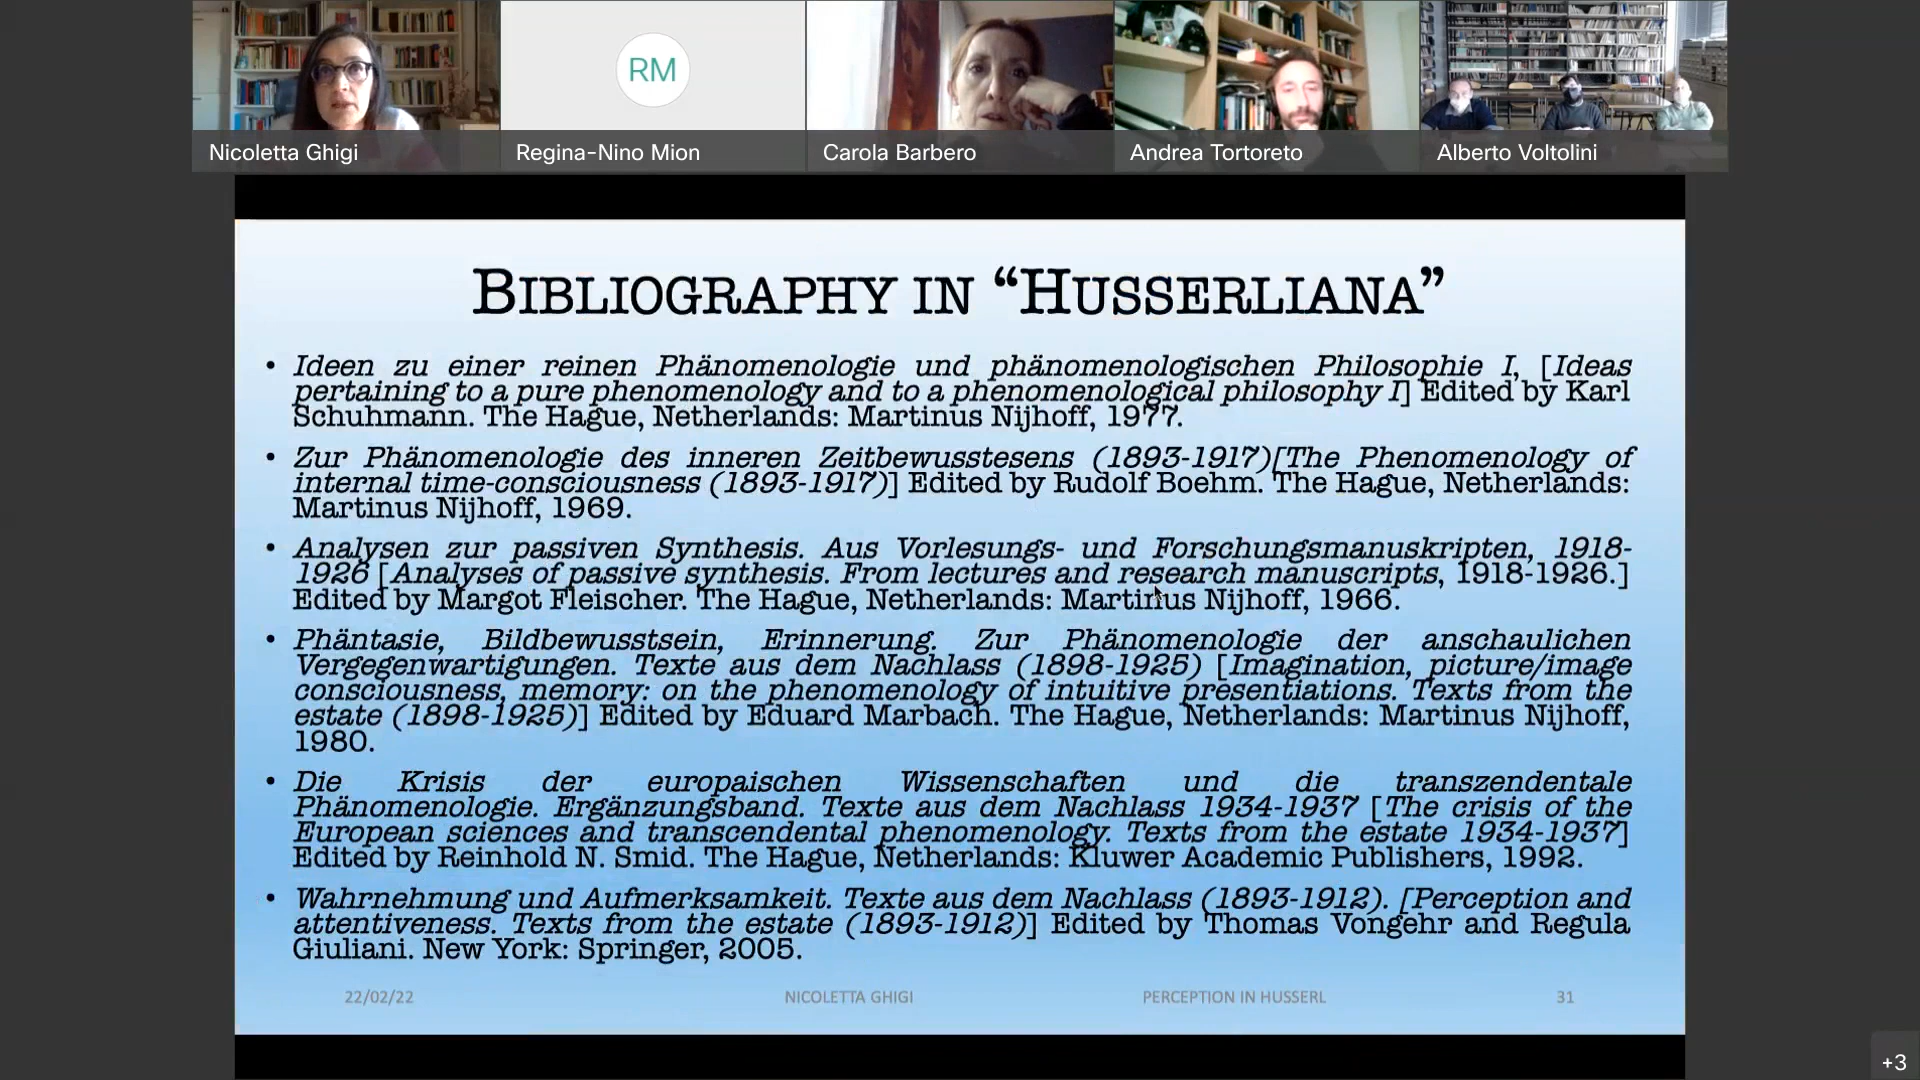 RM
Nicoletta Ghigi
Regina-Nino Mion
Carola Barbero
Andrea Tortoreto
Alberto Voltolini
BIBLIOGRAPHY IN “HUSSERLIANA”
• Ideen zu einer reinen Phänomenologie und phänomenologischen Philosophie I, [Ideas
pertaining to a pure phenomenology and to a phenomenological philosophy I] Edited by Karl
Schuhmann. The Hague, Netherlands: Martinus Nijhoff, 1977.
• Zur Phänomenologie des inneren Zeitbewusstesens (1893-1917)[The Phenomenology of
internal time-consciousness (1893-1917)] Edited by Rudolf Boehm. The Hague, Netherlands:
Martinus Nijhoff, 1969.
• Analysen zur passiven Synthesis. Aus Vorlesungs- und Forschungsmanuskripten, 1918-
1926 [Analyses of passive synthesis. From lectures and research manuscripts, 1918-1926.]
Edited by Margot Fleischer. The Hague, Netherlands: Martinus Nijhoff, 1966.
• Phäntasie, Bildbewusstsein, Erinnerung. Zur Phänomenologie der anschaulichen
Vergegenwartigungen. Texte aus dem Nachlass (1898-1925) [Imagination, picture/image
consciousness, memory: on the phenomenology of intuitive presentiations. Texts from the
estate (1898-1925)] Edited by Eduard Marbach. The Hague, Netherlands: Martinus Nijhoff,
1980.
• Die Krisis der europaischen Wissenschaften und die transzendentale
Phänomenologie. Ergänzungsband. Texte aus dem Nachlass 1934-1937 [The crisis of the
European sciences and transcendental phenomenology. Texts from the estate 1934-1937]
Edited by Reinhold N. Smid. The Hague, Netherlands: Kluwer Academic Publishers, 1992.
• Wahrnehmung und Aufmerksamkeit. Texte aus dem Nachlass (1893-1912). [Perception and
attentiveness. Texts from the estate (1893-1912)] Edited by Thomas Vongehr and Regula
Giuliani. New York: Springer, 2005.
22/02/22
NICOLETTA GHIGI
PERCEPTION IN HUSSERL
31
+3